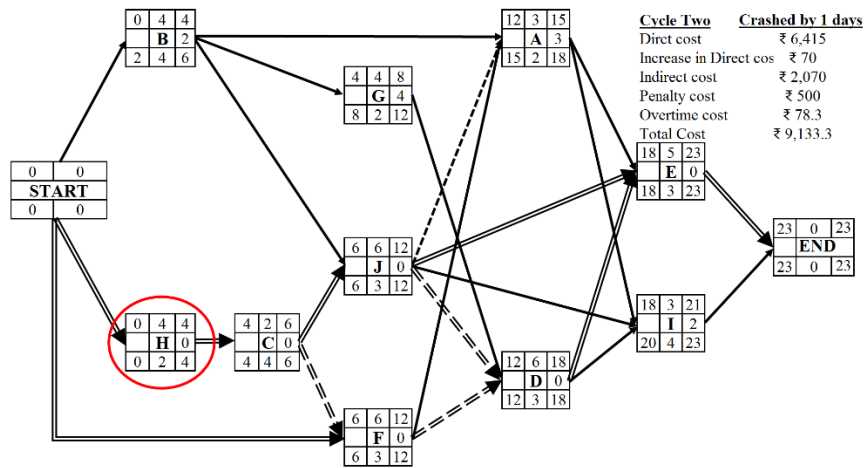 Cycle Two Crashed by 1 days
Dirct cost ₹ 6,415
Increase in Direct cos ₹ 70
Indirect cost ₹ 2,070
Penalty cost ₹ 500
Overtime cost ₹ 78.3
Total Cost ₹ 9,133.3
0 4 4
B 2
2 4 6
12 3 15
A 3
15 2 18
4 4 8
G 4
8 2 12
0 0
START
0 0
18 5 23
E 0
18 3 23
23 0 23
END
23 0 23
6 6 12
J 0
6 3 12
0 4 4
H 0
0 2 4
4 2 6
C 0
4 4 6
18 3 21
I 2
20 4 23
12 6 18
D 0
12 3 18
6 6 12
F 0
6 3 12